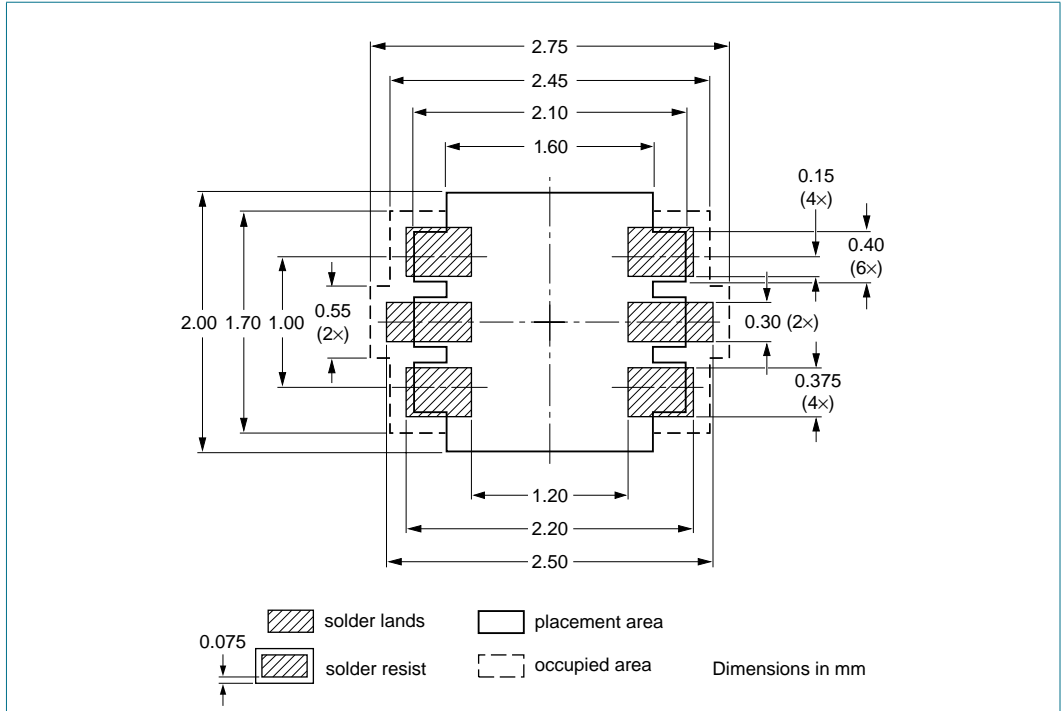 2.75
2.45
2.10
1.60
0.15
(4×)
0.40
(6×)
0.55
(2×)
2.00 1.70 1.00
0.30 (2×)
0.375
(4×)
1.20
2.20
2.50
solder lands
placement area
0.075
solder resist
occupied area
Dimensions in mm